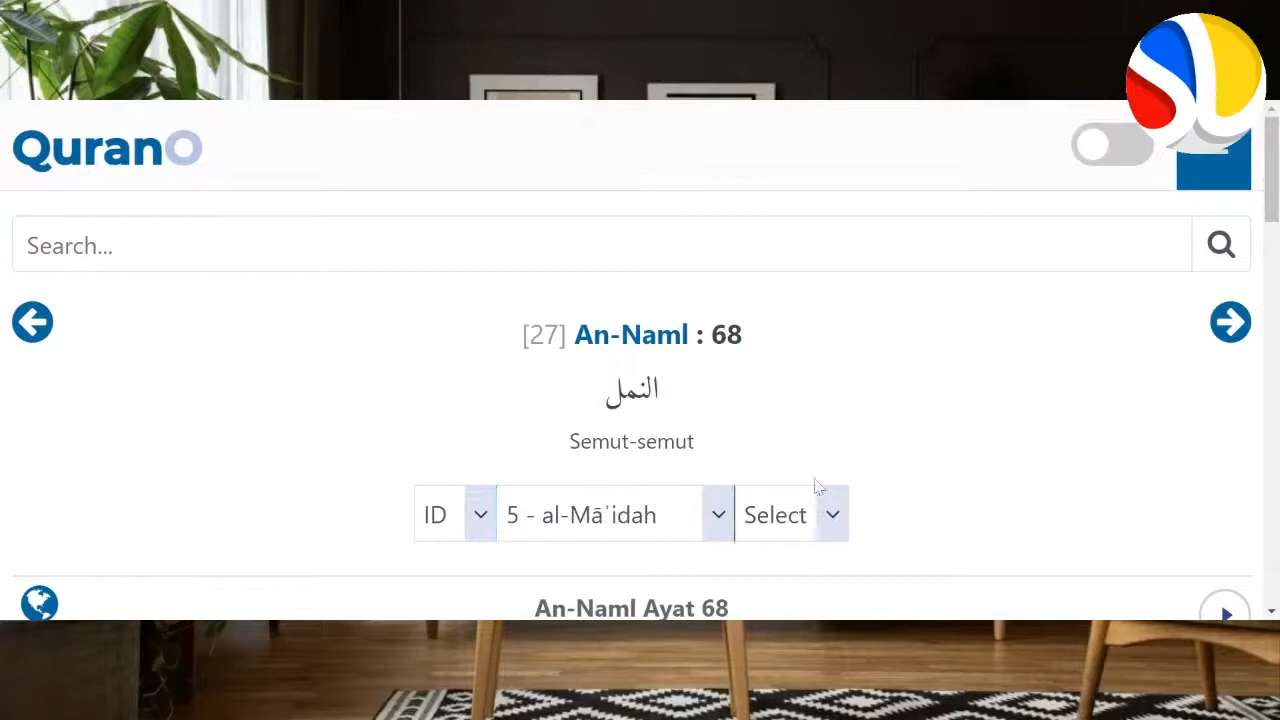 QuranO
Search...
[27] An-Naml : 68
النمل
Semut-semut
ID 5 - al-Māʾidah Select
An-Naml Ayat 68